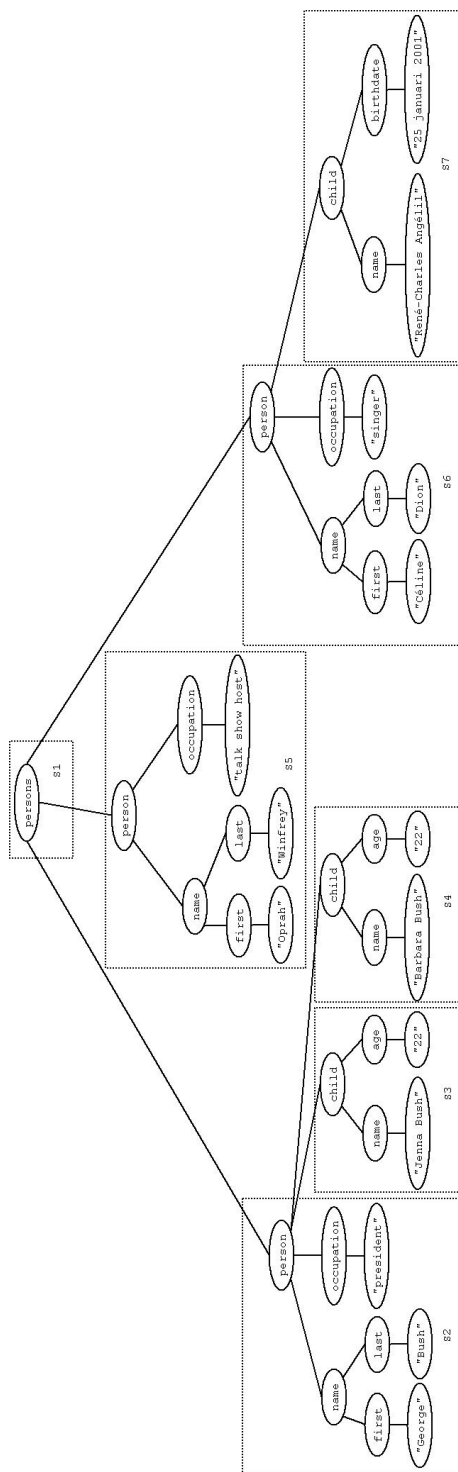 persons
s1
person
name
occupation
first
last
"president"
"George"
"Bush"
s2
child
name
age
"Jenna Bush"
"22"
s3
child
name
age
"Barbara Bush"
"22"
s4
person
name
occupation
first
last
"talk show host"
"Oprah"
"Winfrey"
s5
person
name
occupation
first
last
"singer"
"Céline"
"Dion"
s6
child
name
birthdate
"René-Charles Angélil"
"25 januari 2001"
s7